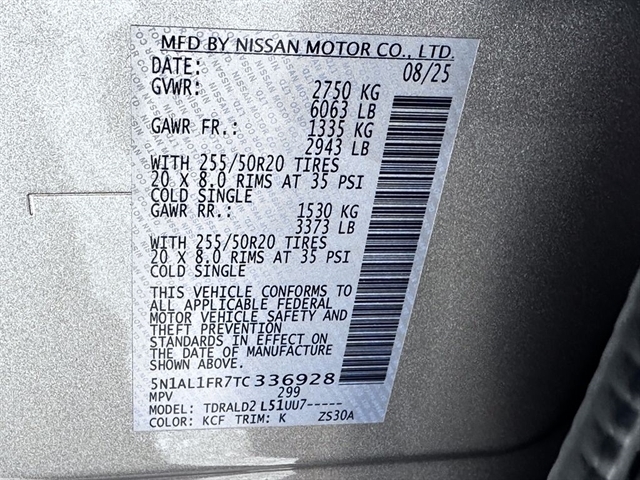 MFD BY NISSAN MOTOR CO., LTD.
DATE: 08/25
GVWR: 2750 KG
6063 LB
GAWR FR.: 1335 KG
2943 LB
WITH 255/50R20 TIRES
20 X 8.0 RIMS AT 35 PSI
COLD SINGLE
GAWR RR.: 1530 KG
3373 LB
WITH 255/50R20 TIRES
20 X 8.0 RIMS AT 35 PSI
COLD SINGLE
THIS VEHICLE CONFORMS TO
ALL APPLICABLE FEDERAL
MOTOR VEHICLE SAFETY AND
THEFT PREVENTION
STANDARDS IN EFFECT ON
THE DATE OF MANUFACTURE
SHOWN ABOVE.
5N1AL1FR7TC336928
MPV 299
MODEL: TDRALD2 L51UU7-----
COLOR: KCF TRIM: K ZS30A